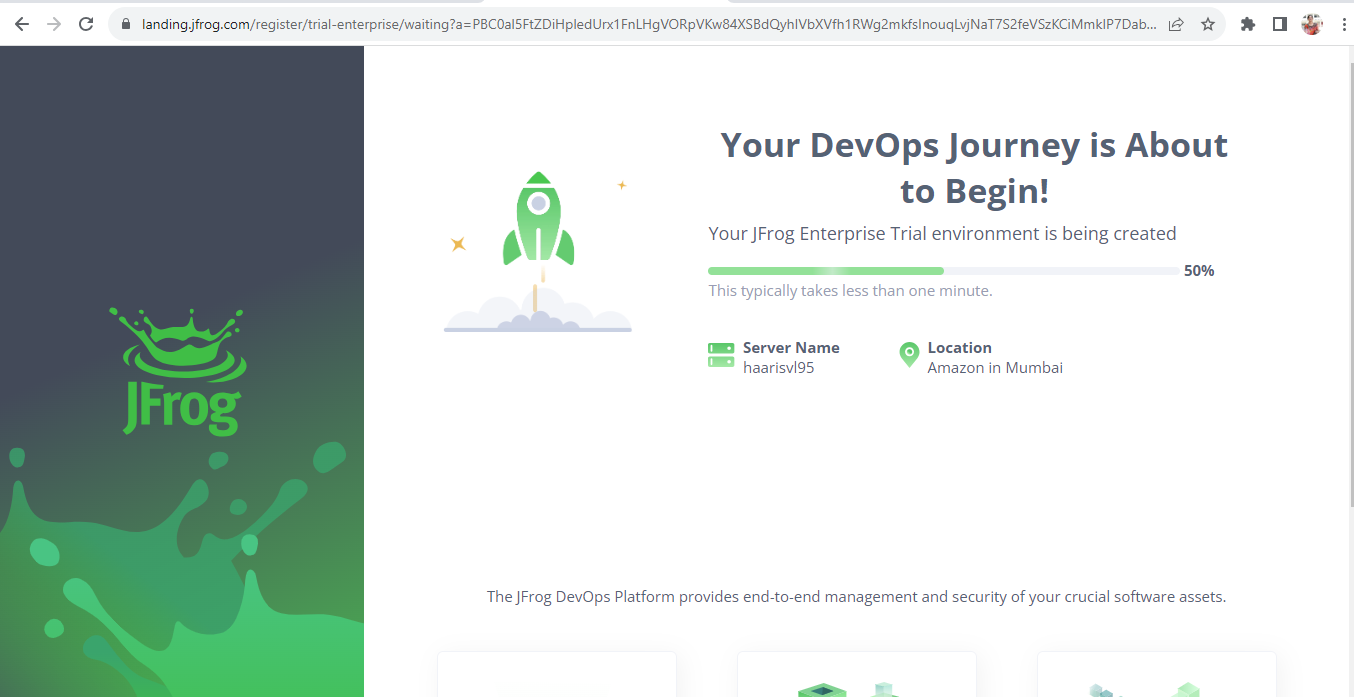 landing.jfrog.com/register/trial-enterprise/waiting?a=PBC0al5FtZDiHpIedUrx1FnLHgVORpVKw84XSBdQyhIVbXVfh1RWg2mkfsInouqLvjNaT7S2feVSzKCiMmkIP7Dab...
Your DevOps Journey is About
to Begin!
Your JFrog Enterprise Trial environment is being created
50%
This typically takes less than one minute.
Server Name
haarisvl95
Location
Amazon in Mumbai
JFrog
The JFrog DevOps Platform provides end-to-end management and security of your crucial software assets.